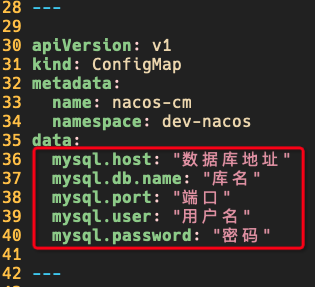 28 ---
29
30 apiVersion: v1
31 kind: ConfigMap
32 metadata:
33   name: nacos-cm
34   namespace: dev-nacos
35 data:
36   mysql.host: "数据库地址"
37   mysql.db.name: "库名"
38   mysql.port: "端口"
39   mysql.user: "用户名"
40   mysql.password: "密码"
41
42 ---